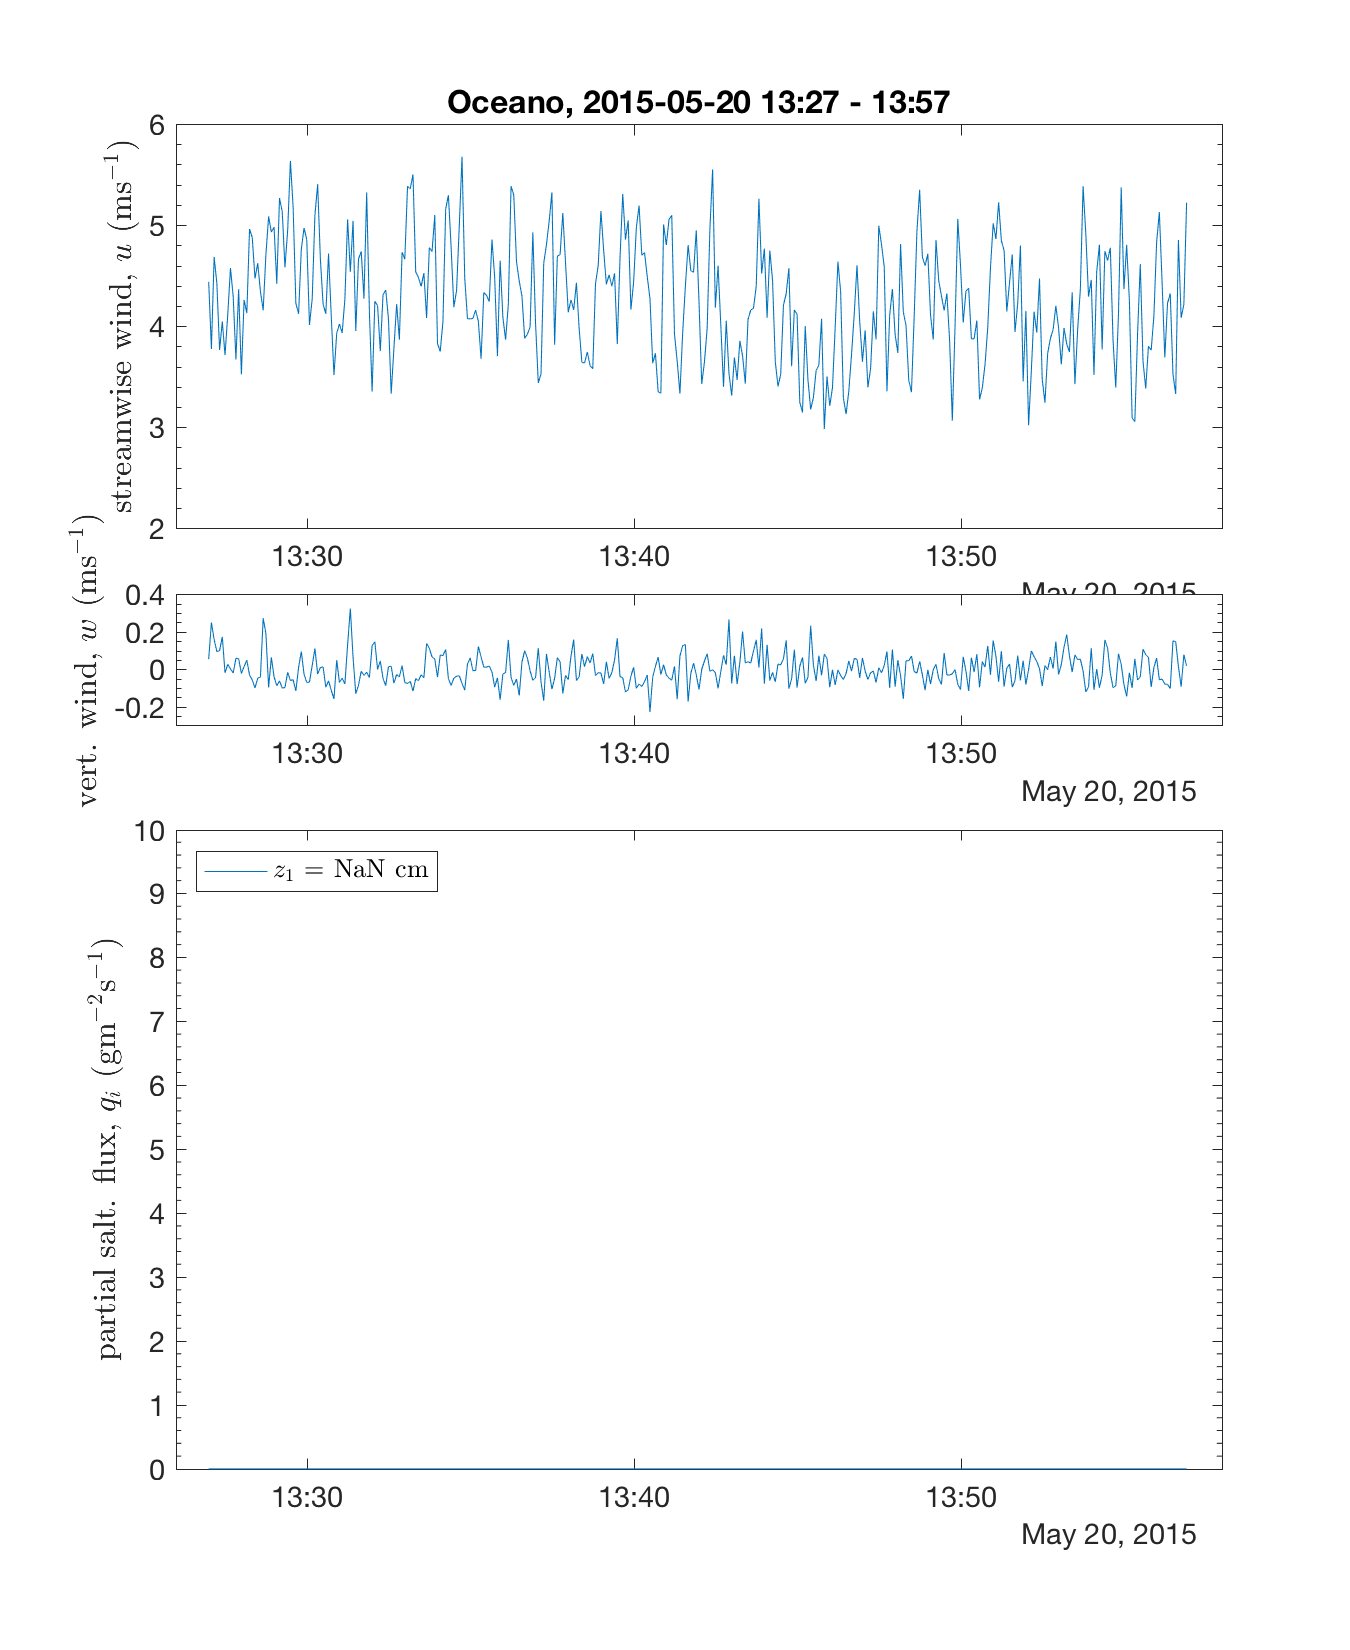 Oceano, 2015-05-20 13:27 - 13:57
streamwise wind, u (ms⁻¹)
6
5
4
3
2
13:30 13:40 13:50
May 20, 2015
vert. wind, w (ms⁻¹)
0.4
0.2
0
-0.2
13:30 13:40 13:50
May 20, 2015
partial salt. flux, qᵢ (gm⁻²s⁻¹)
10
9
8
7
6
5
4
3
2
1
0
z₁ = NaN cm
13:30 13:40 13:50
May 20, 2015